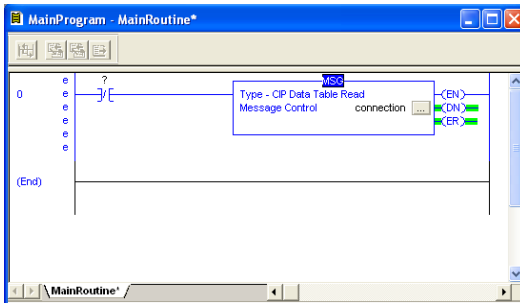 MainProgram - MainRoutine*
0
e
e
e
e
e
e
?
MSG
Type - CIP Data Table Read
Message Control connection ...
EN
DN
ER
(End)
MainRoutine*